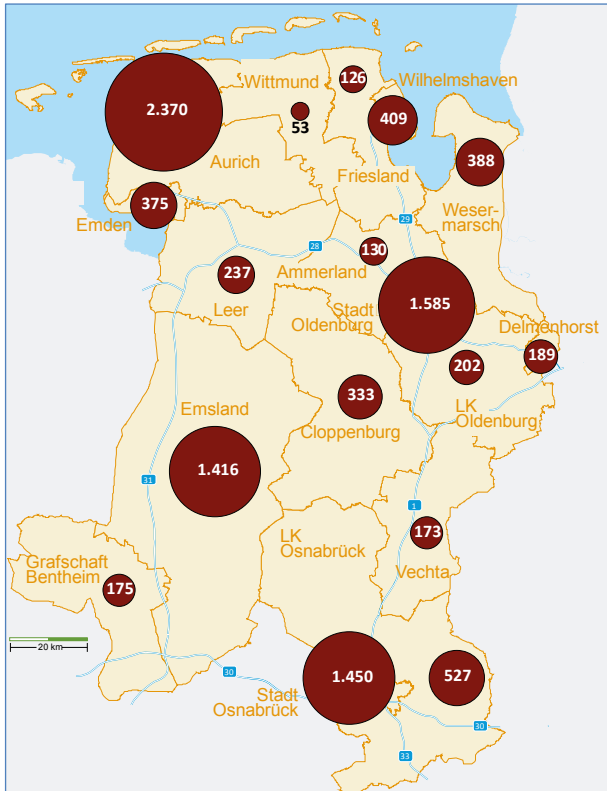 Wittmund
126
Wilhelmshaven
2.370
53
409
Aurich
Friesland
388
375
Emden
Weser-
marsch
29
28
130
237
Ammerland
Leer
Stadt
Oldenburg
1.585
Delmenhorst
189
202
333
Emsland
Cloppenburg
LK
Oldenburg
1.416
31
1
173
LK
Osnabrück
Vechta
Grafschaft
Bentheim
175
20 km
30
1.450
527
Stadt
Osnabrück
30
33